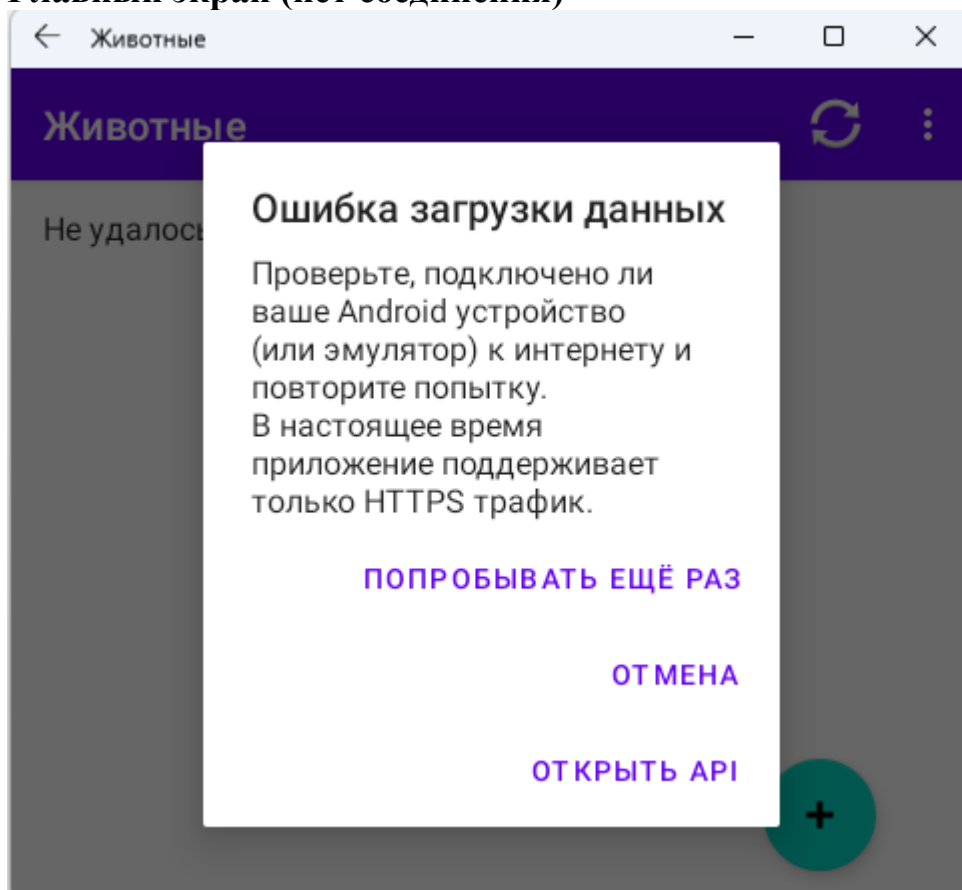 Животные
Животные
Ошибка загрузки данных
Не удалось
Проверьте, подключено ли
ваше Android устройство
(или эмулятор) к интернету и
повторите попытку.
В настоящее время
приложение поддерживает
только HTTPS трафик.
ПОПРОБЫВАТЬ ЕЩЁ РАЗ
ОТМЕНА
ОТКРЫТЬ API